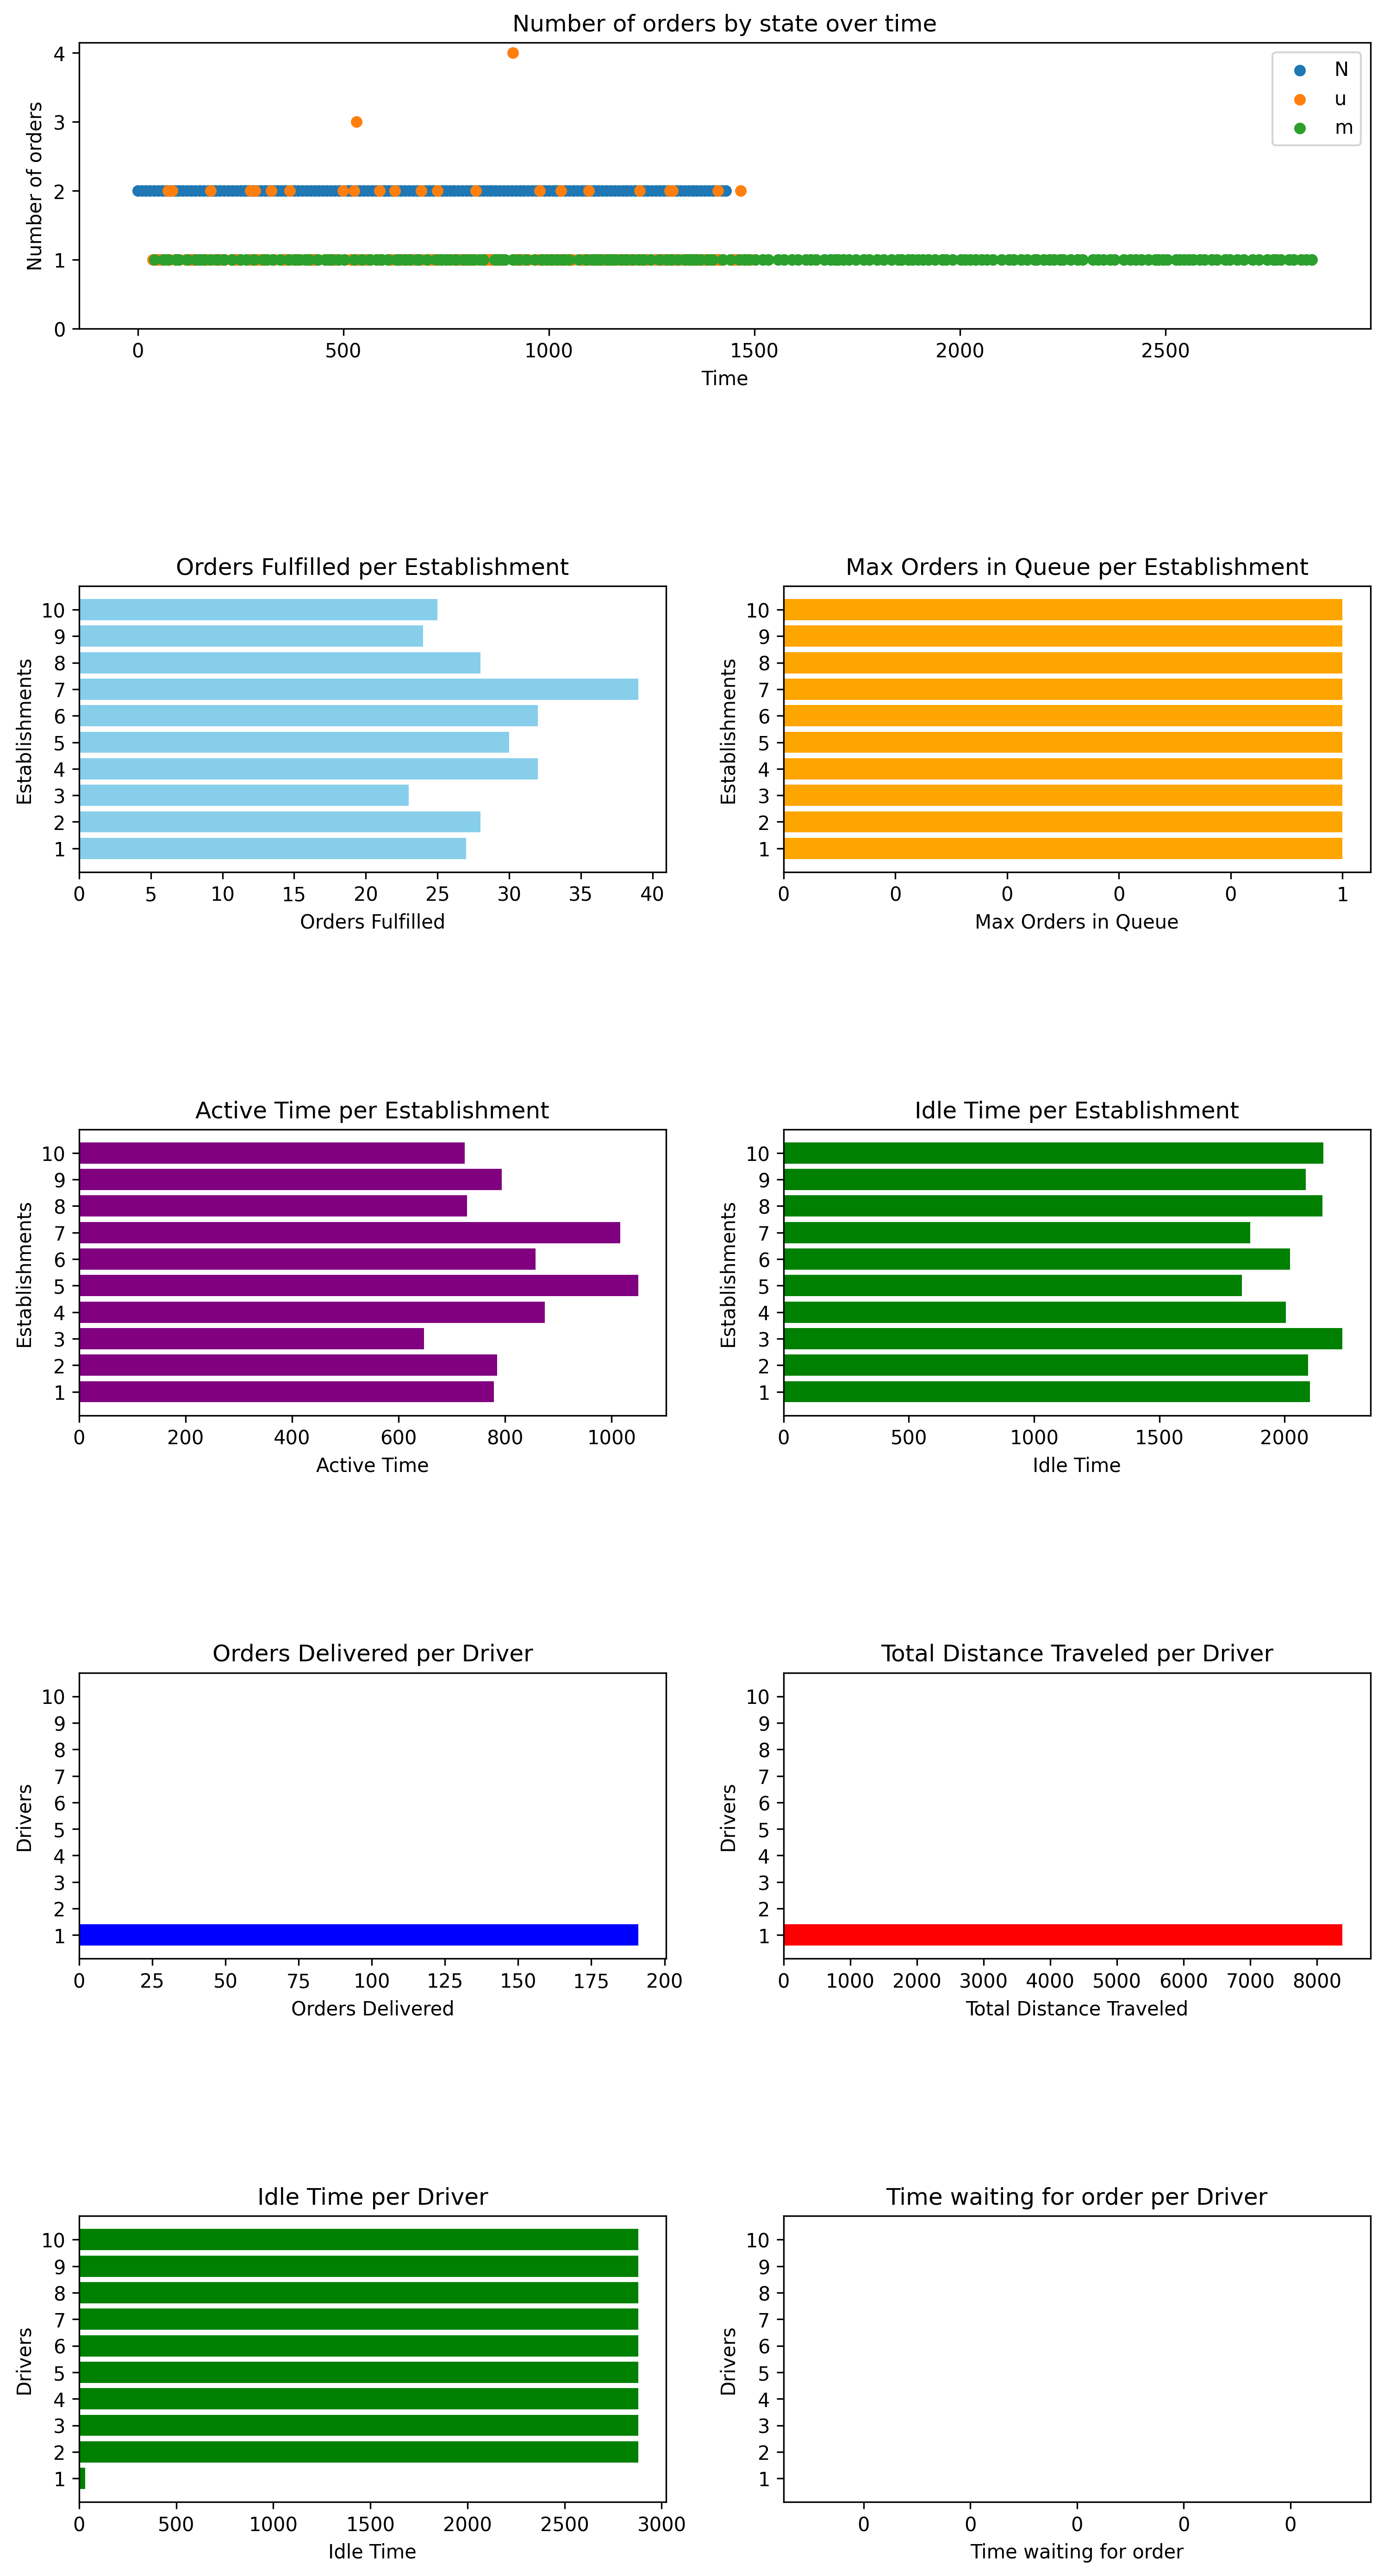 Number of orders by state over time
Number of orders
4
3
2
1
0
N
u
m
0 500 1000 1500 2000 2500
Time
Orders Fulfilled per Establishment
Establishments
10
9
8
7
6
5
4
3
2
1
0 5 10 15 20 25 30 35 40
Orders Fulfilled
Max Orders in Queue per Establishment
Establishments
10
9
8
7
6
5
4
3
2
1
0 0 0 0 0 1
Max Orders in Queue
Active Time per Establishment
Establishments
10
9
8
7
6
5
4
3
2
1
0 200 400 600 800 1000
Active Time
Idle Time per Establishment
Establishments
10
9
8
7
6
5
4
3
2
1
0 500 1000 1500 2000
Idle Time
Orders Delivered per Driver
Drivers
10
9
8
7
6
5
4
3
2
1
0 25 50 75 100 125 150 175 200
Orders Delivered
Total Distance Traveled per Driver
Drivers
10
9
8
7
6
5
4
3
2
1
0 1000 2000 3000 4000 5000 6000 7000 8000
Total Distance Traveled
Idle Time per Driver
Drivers
10
9
8
7
6
5
4
3
2
1
0 500 1000 1500 2000 2500 3000
Idle Time
Time waiting for order per Driver
Drivers
10
9
8
7
6
5
4
3
2
1
0 0 0 0 0
Time waiting for order